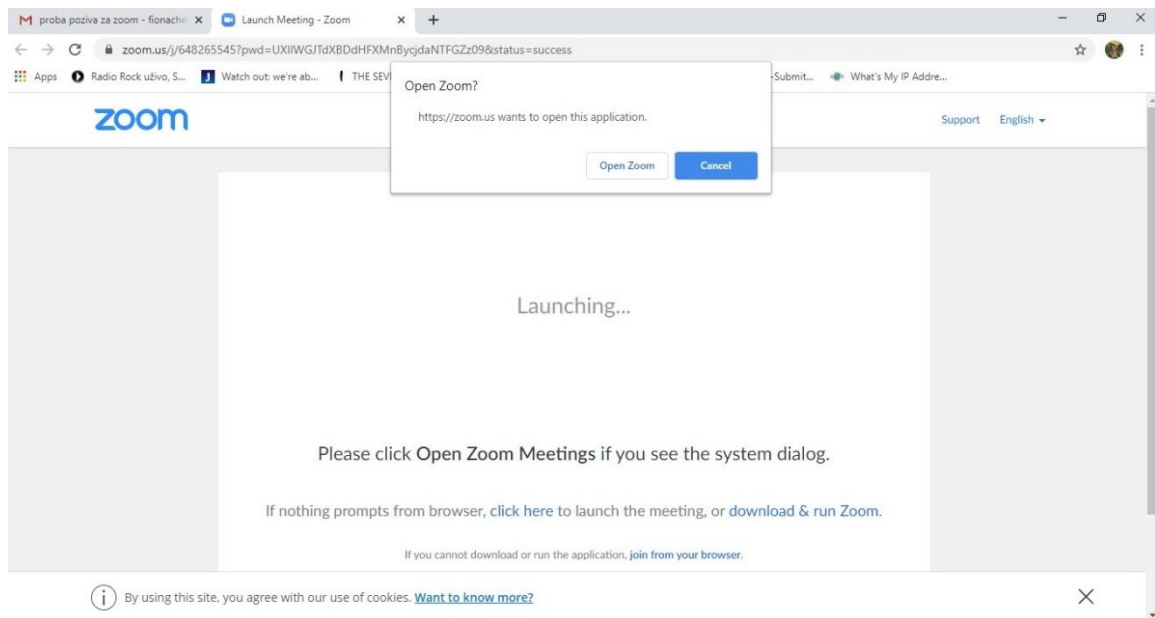 proba poziva za zoom - fionache
Launch Meeting - Zoom
zoom.us/j/648265545?pwd=UXIIWGJTdXBDdHFXMnBycjdaNTFGZz09&status=success
Apps Radio Rock uživo, S... Watch out: we're ab... THE SEV -Submit... What's My IP Addre...
Open Zoom?
https://zoom.us wants to open this application.
Open Zoom Cancel
zoom
Support English
Launching...
Please click Open Zoom Meetings if you see the system dialog.
If nothing prompts from browser, click here to launch the meeting, or download & run Zoom.
If you cannot download or run the application, join from your browser.
By using this site, you agree with our use of cookies. Want to know more?